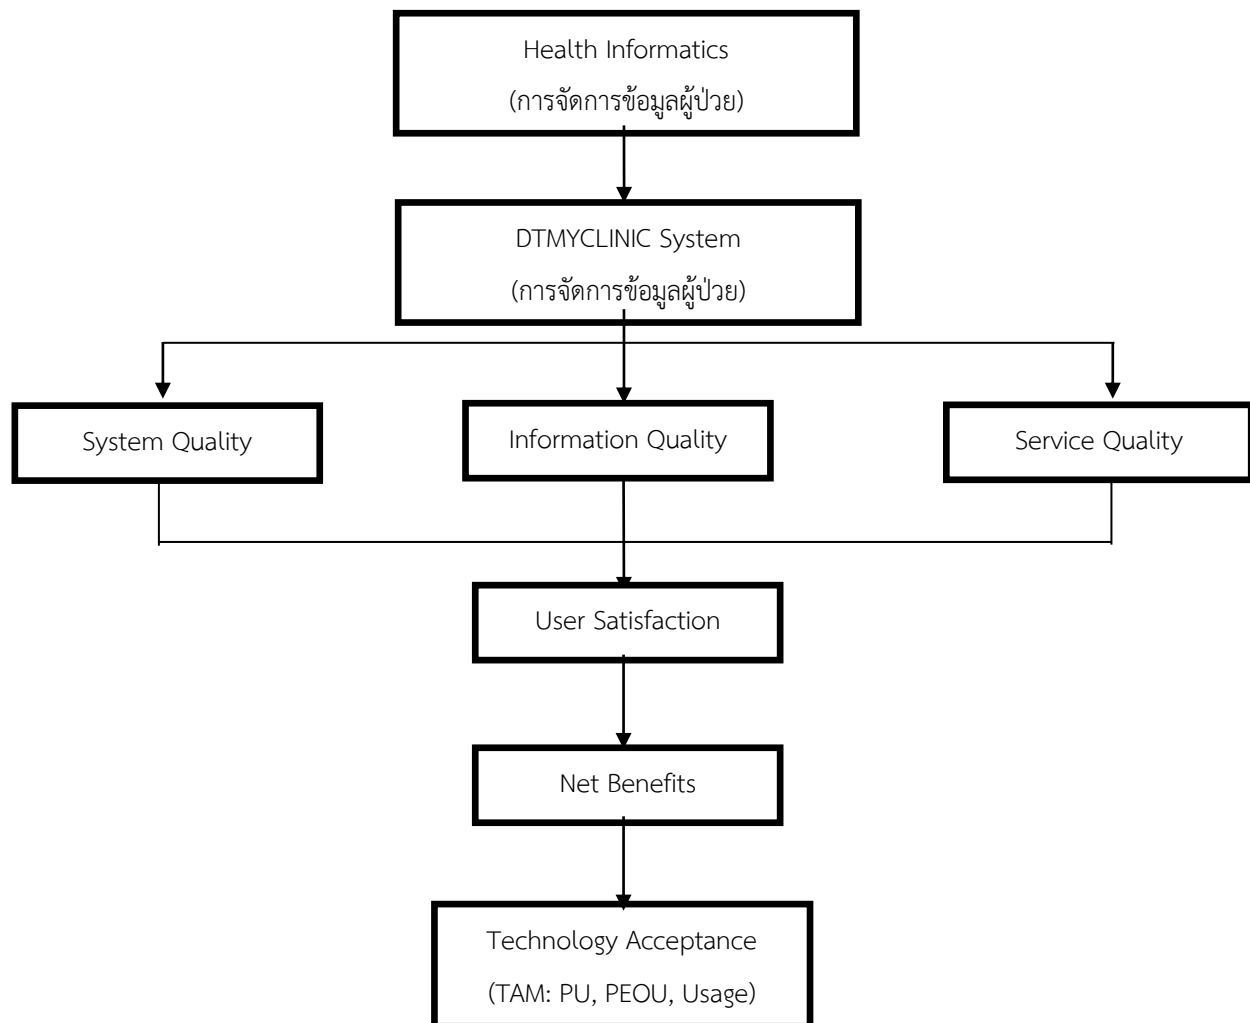 Health Informatics
(การจัดการข้อมูลผู้ป่วย)
DTMYCLINIC System
(การจัดการข้อมูลผู้ป่วย)
System Quality
Information Quality
Service Quality
User Satisfaction
Net Benefits
Technology Acceptance
(TAM: PU, PEOU, Usage)